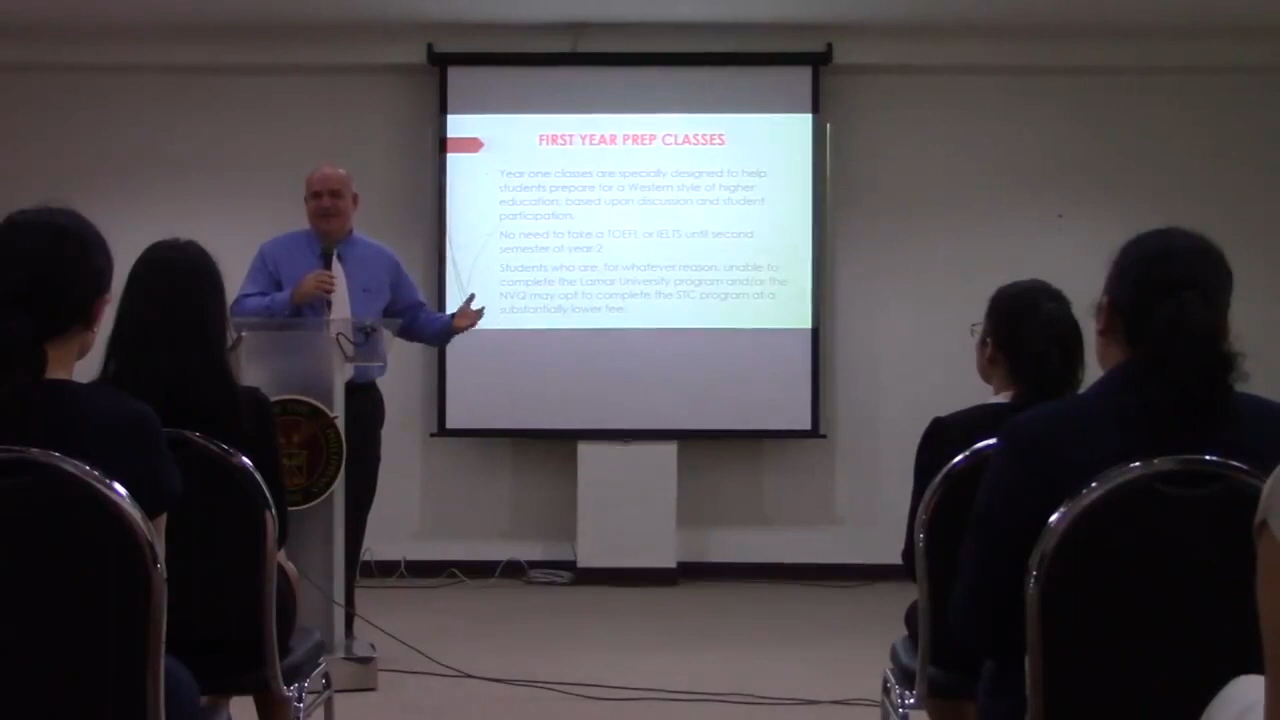 FIRST YEAR PREP CLASSES
Year one classes are specially designed to help
students prepare for a Western style of higher
education, based upon discussion and student
participation.
No need to take a TOEFL or IELTS until second
semester of year 2
Students who are, for whatever reason, unable to
complete the Lamar University program and/or the
NVQ may opt to complete the STC program at a
substantially lower fee.